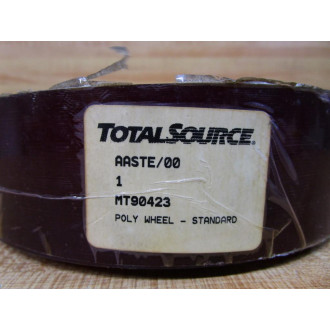 TOTALSOURCE®
AASTE/00
1
MT90423
POLY WHEEL - STANDARD